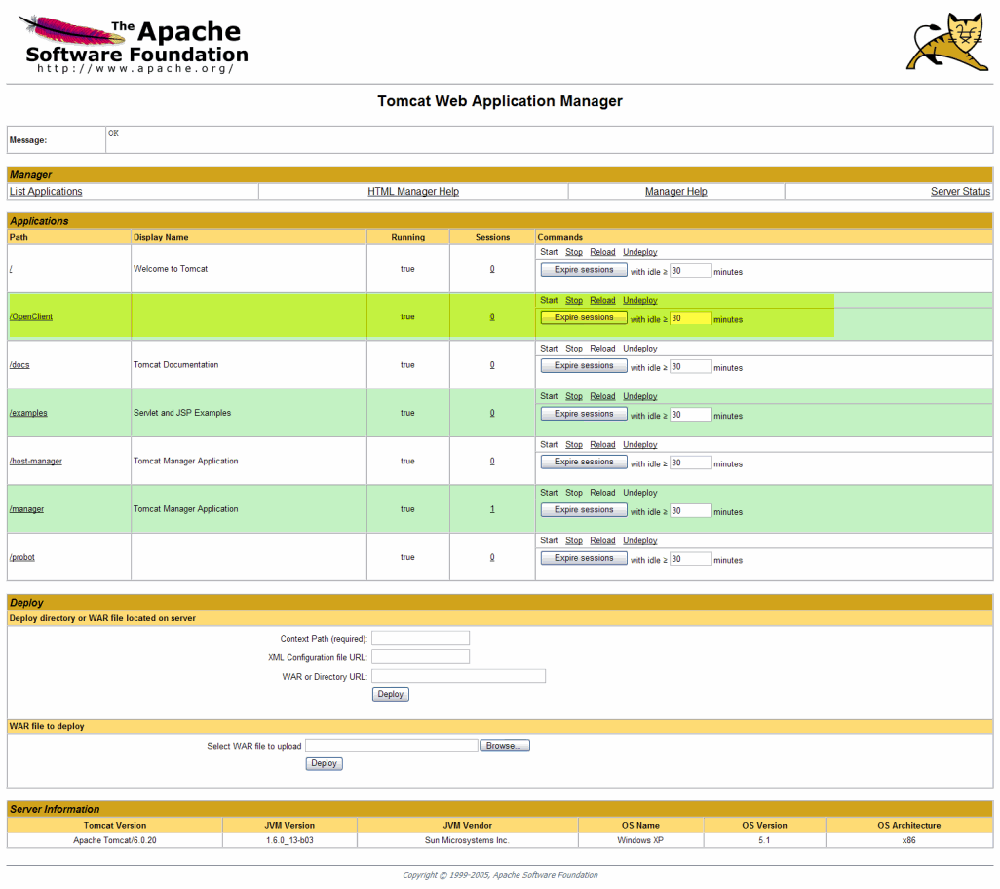 The Apache
Software Foundation
http://www.apache.org/
Tomcat Web Application Manager
Message: OK
Manager
List Applications HTML Manager Help Manager Help Server Status
Applications
Path Display Name Running Sessions Commands
Start Stop Reload Undeploy
/ Welcome to Tomcat true 0 Expire sessions with idle ≥ 30 minutes
Start Stop Reload Undeploy
/OpenClient true 0 Expire sessions with idle ≥ 30 minutes
Start Stop Reload Undeploy
/docs Tomcat Documentation true 0 Expire sessions with idle ≥ 30 minutes
Start Stop Reload Undeploy
/examples Servlet and JSP Examples true 0 Expire sessions with idle ≥ 30 minutes
Start Stop Reload Undeploy
/host-manager Tomcat Manager Application true 0 Expire sessions with idle ≥ 30 minutes
Start Stop Reload Undeploy
/manager Tomcat Manager Application true 1 Expire sessions with idle ≥ 30 minutes
Start Stop Reload Undeploy
/probot true 0 Expire sessions with idle ≥ 30 minutes
Deploy
Deploy directory or WAR file located on server
Context Path (required):
XML Configuration file URL:
WAR or Directory URL:
Deploy
WAR file to deploy
Select WAR file to upload Browse...
Deploy
Server Information
Tomcat Version JVM Version JVM Vendor OS Name OS Version OS Architecture
Apache Tomcat/6.0.20 1.6.0_13-b03 Sun Microsystems Inc. Windows XP 5.1 x86
Copyright © 1999-2005, Apache Software Foundation